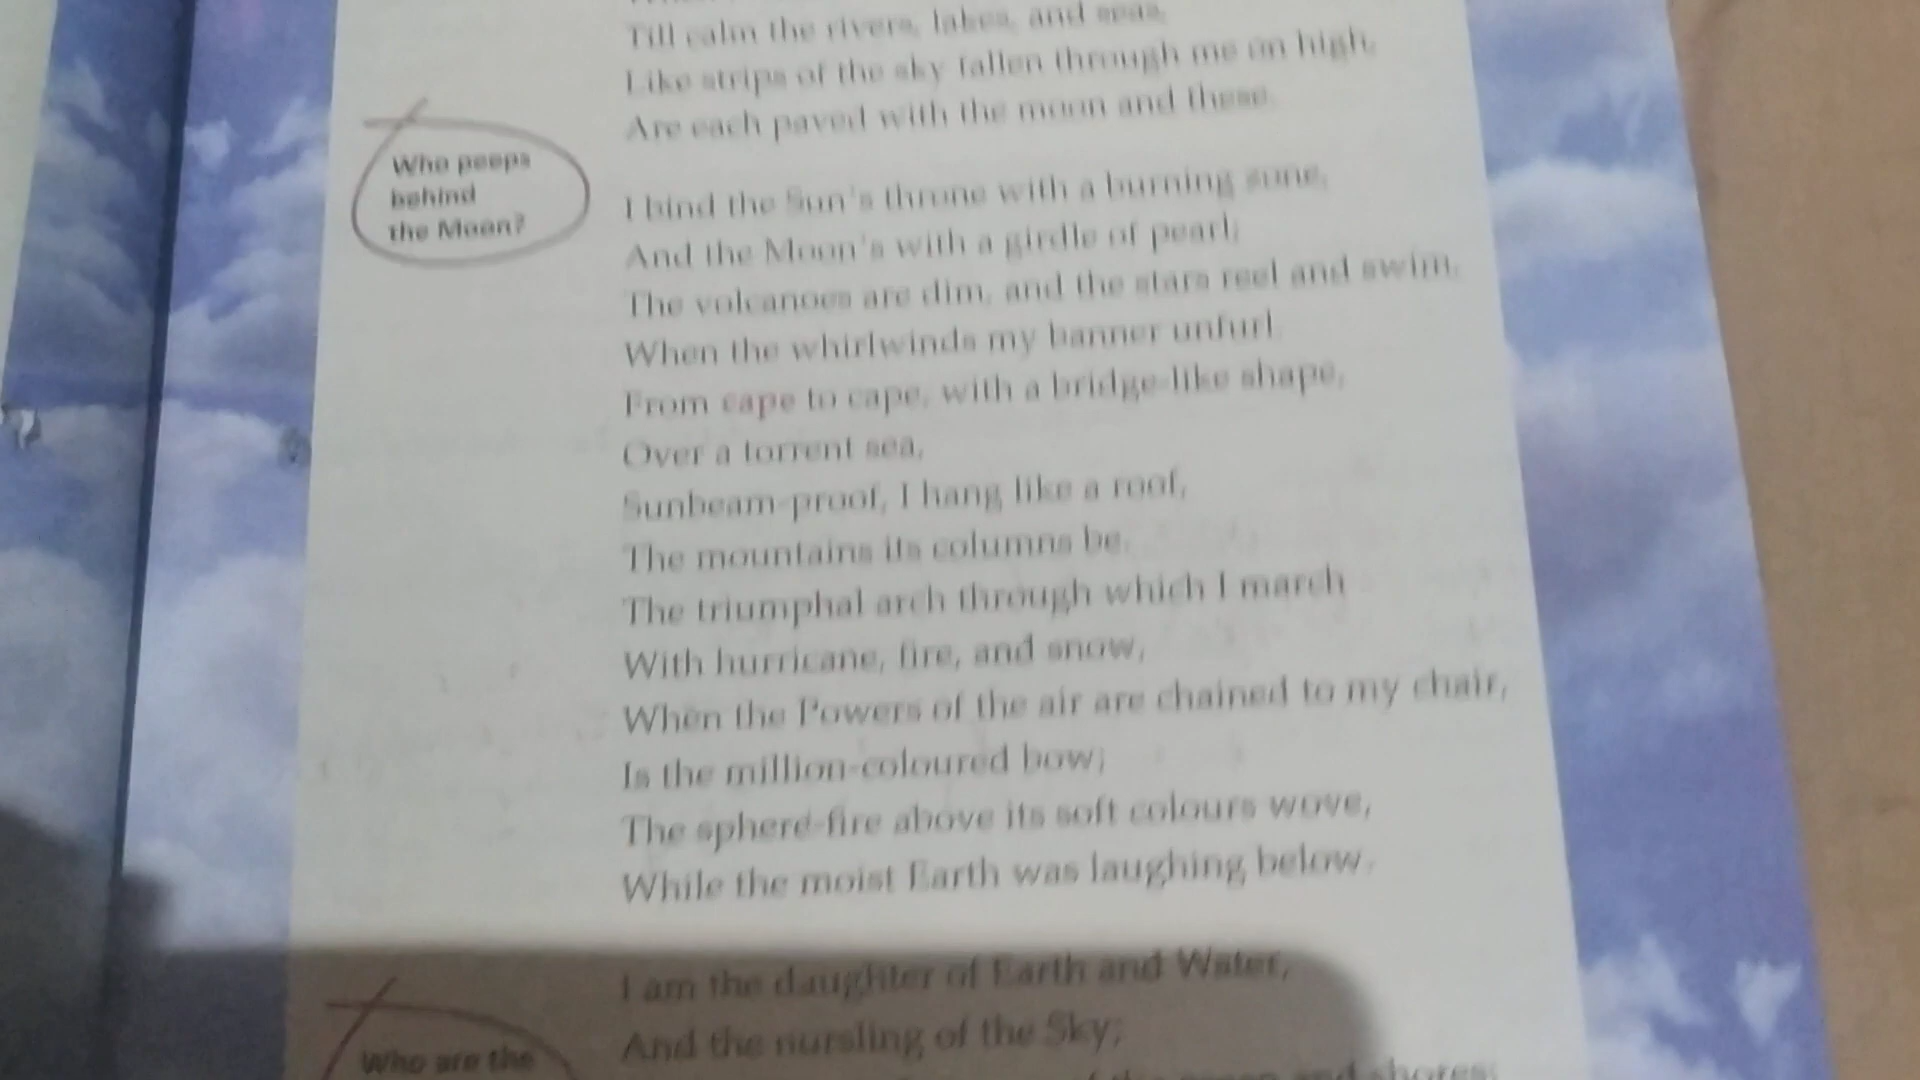 Till calm the rivers, lakes, and seas,
Like strips of the sky fallen through me on high,
Are each paved with the moon and these.
Who peeps
behind
the Moon?
I bind the Sun's throne with a burning zone,
And the Moon's with a girdle of pearl;
The volcanoes are dim, and the stars reel and swim,
When the whirlwinds my banner unfurl.
From cape to cape, with a bridge-like shape,
Over a torrent sea,
Sunbeam-proof, I hang like a roof,
The mountains its columns be.
The triumphal arch through which I march
With hurricane, fire, and snow,
When the Powers of the air are chained to my chair,
Is the million-coloured bow;
The sphere-fire above its soft colours wove,
While the moist Earth was laughing below.
I am the daughter of Earth and Water,
And the nursling of the Sky;
Who are the
and shores;